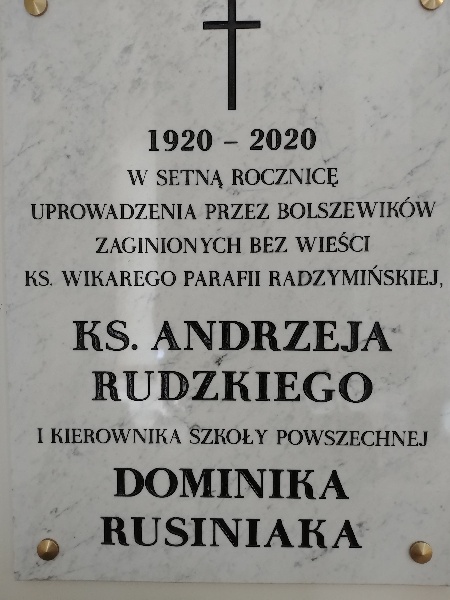 1920 – 2020
W SETNĄ ROCZNICĘ
UPROWADZENIA PRZEZ BOLSZEWIKÓW
ZAGINIONYCH BEZ WIEŚCI
KS. WIKAREGO PARAFII RADZYMIŃSKIEJ,
KS. ANDRZEJA
RUDZKIEGO
I KIEROWNIKA SZKOŁY POWSZECHNEJ
DOMINIKA
RUSINIAKA